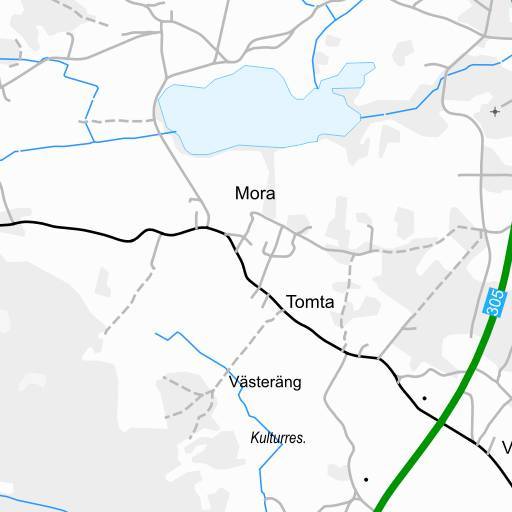 Mora
305
Tomta
Västeräng
Kulturres.
V